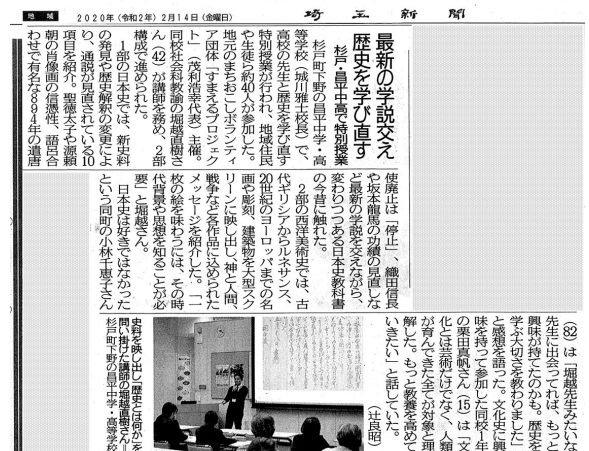 地域
2020年(令和2年) 2月14日(金曜日)
埼玉新聞
最新の学説交え
歴史を学び直す
杉戸・昌平中高で特別授業
杉戸町下野の昌平中学・高
等学校(城川雅士校長)で、
高校の先生と歴史を学び直す
特別授業が行われ、地域住民
や生徒ら約40人が参加した。
地元のまちおこしボランティ
ア団体「すまえるプロジェク
ト」(茂利浩幸代表)主催。
同校社会科教諭の堀越直樹さ
ん(42)が講師を務め、2部
構成で進められた。
1部の日本史では、新史料
の発見や歴史解釈の変更によ
り、通説が見直されている10
項目を紹介。聖徳太子や源頼
朝の肖像画の信憑性、語呂合
わせで有名な894年の遣唐
使廃止は「停止」、織田信長
や坂本龍馬の功績の見直しな
ど最新の学説を交えながら、
変わりつつある日本史教科書
の今昔に触れた。
2部の西洋美術史では、古
代ギリシアからルネサンス、
20世紀のヨーロッパまでの名
画や彫刻、建築物を大型スク
リーンに映し出し、神と人間、
戦争など各作品に込められた
メッセージを紹介した。「一
枚の絵を味わうには、その時
代背景や思想を知ることが必
要」と堀越さん。
日本史は好きではなかった
という同町の小林千恵子さん
(82)は「堀越先生みたいな
先生に出会ってれば、もっと
興味が持てたのかも。歴史を
学ぶ大切さを教わりました」
と感想を語った。文化史に興
味を持って参加した同校1年
の栗田真帆さん(15)は「文
化とは芸術だけでなく、人類
が育んできた全てが対象と理
解した。もっと教養を高めて
いきたい」と話していた。
(辻良昭)
史料を映し出し「歴史とは何か」を
問い掛けた講師の堀越直樹さん=
杉戸町下野の昌平中学・高等学校